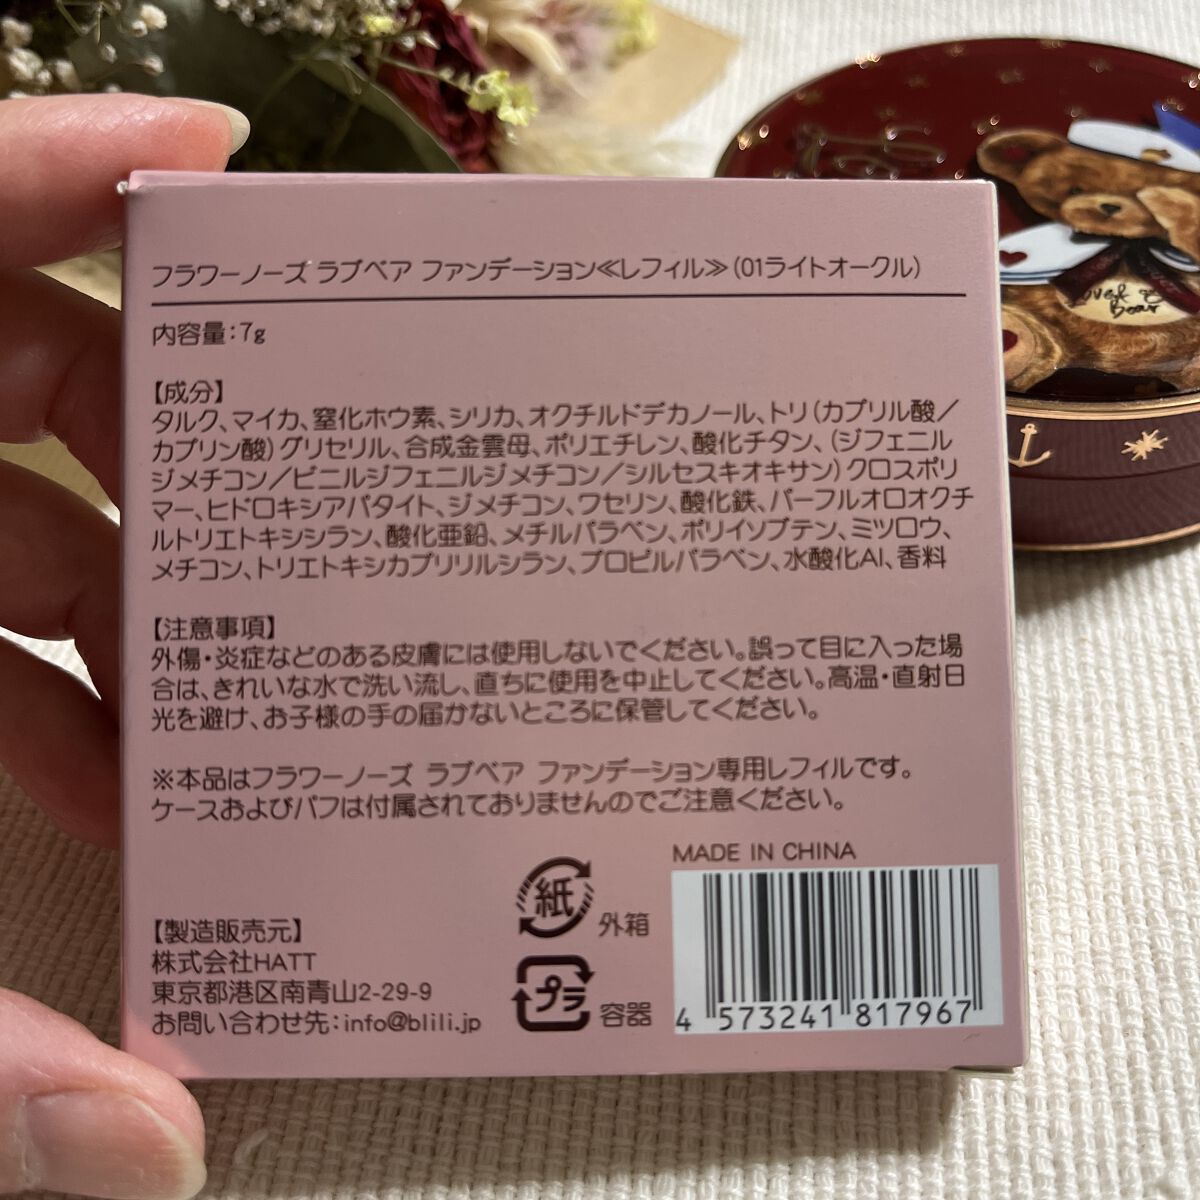 フラワーノーズ ラブベア ファンデーション≪レフィル≫(01ライトオークル)
内容量:7g
【成分】
タルク、マイカ、窒化ホウ素、シリカ、オクチルドデカノール、トリ(カプリル酸/
カプリン酸)グリセリル、合成金雲母、ポリエチレン、酸化チタン、(ジフェニル
ジメチコン/ビニルジフェニルジメチコン/シルセスキオキサン)クロスポリ
マー、ヒドロキシアパタイト、ジメチコン、ワセリン、酸化鉄、パーフルオロオクチ
ルトリエトキシシラン、酸化亜鉛、メチルパラベン、ポリイソブテン、ミツロウ、
メチコン、トリエトキシカプリリルシラン、プロピルパラベン、水酸化Al、香料
【注意事項】
外傷・炎症などのある皮膚には使用しないでください。誤って目に入った場
合は、きれいな水で洗い流し、直ちに使用を中止してください。高温・直射日
光を避け、お子様の手の届かないところに保管してください。
※本品はフラワーノーズ ラブベア ファンデーション専用レフィルです。
ケースおよびパフは付属されておりませんのでご注意ください。
MADE IN CHINA
紙 外箱
プラ 容器
4 573241 817967
【製造販売元】
株式会社HATT
東京都港区南青山2-29-9
お問い合わせ先:info@blili.jp
Bear